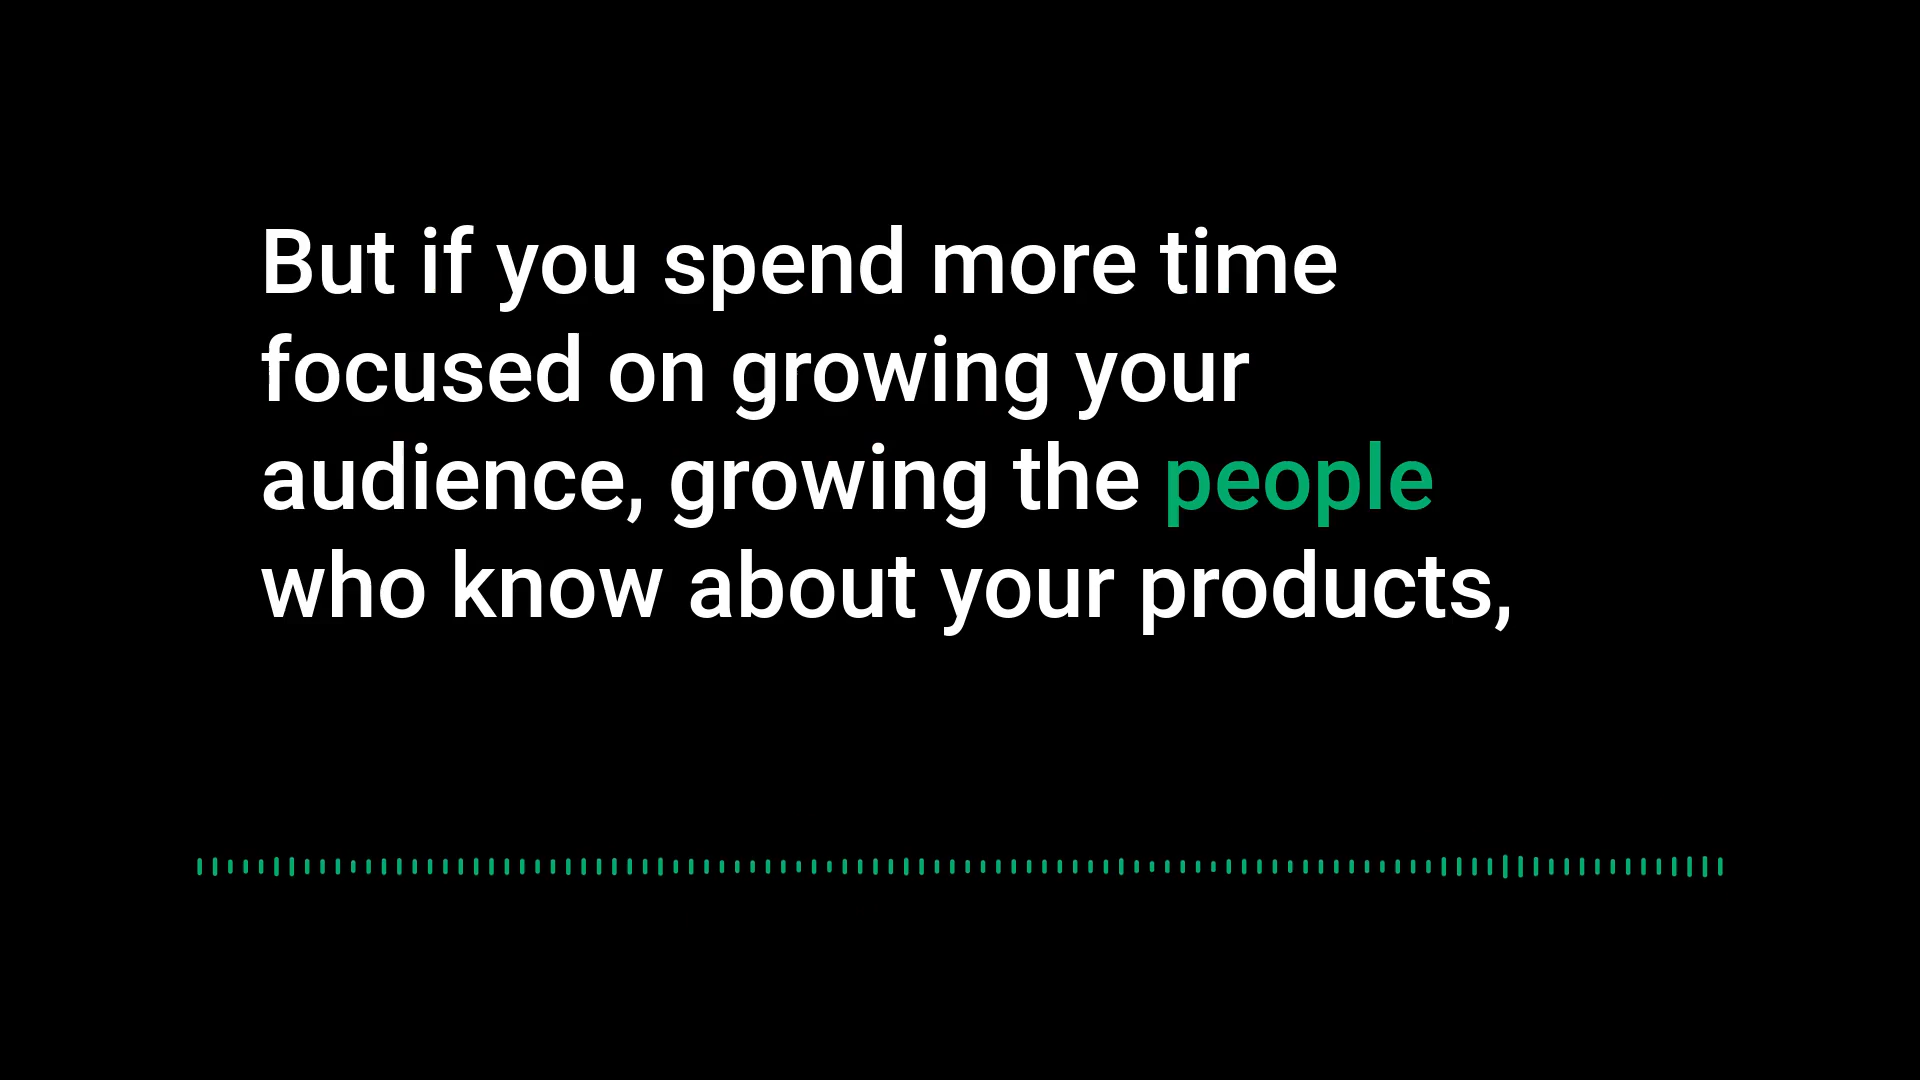 But if you spend more time
focused on growing your
audience, growing the people
who know about your products,